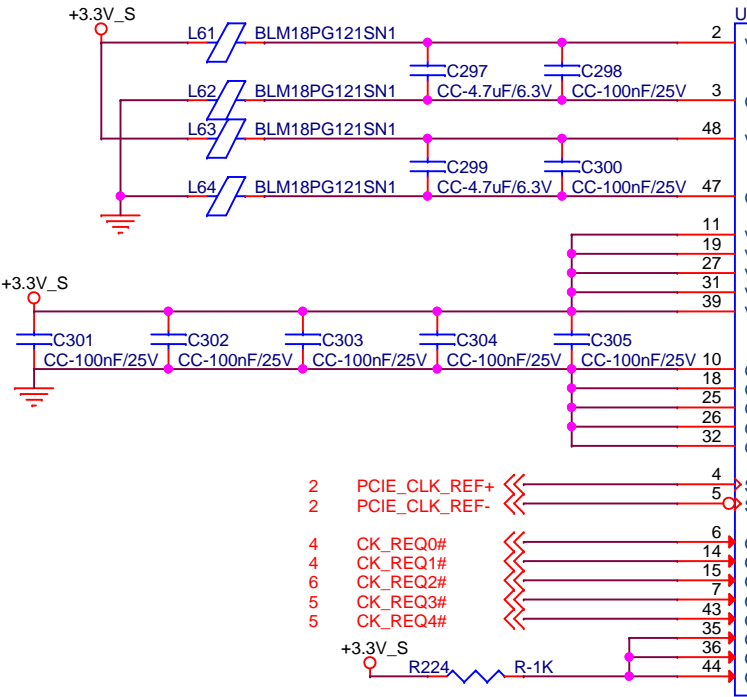 +3.3V_S
U
L61 BLM18PG121SN1 2
C297 C298
L62 BLM18PG121SN1 CC-4.7uF/6.3V CC-100nF/25V 3
L63 BLM18PG121SN1 48
C299 C300
L64 BLM18PG121SN1 CC-4.7uF/6.3V CC-100nF/25V 47
11
19
27
+3.3V_S
31
39
C301 C302 C303 C304 C305
CC-100nF/25V CC-100nF/25V CC-100nF/25V CC-100nF/25V CC-100nF/25V 10
18
25
26
32
2 PCIE_CLK_REF+ 4
2 PCIE_CLK_REF- 5
4 CK_REQ0# 6
4 CK_REQ1# 14
6 CK_REQ2# 15
5 CK_REQ3# 7
5 CK_REQ4# 43
35
+3.3V_S
36
R224 R-1K 44